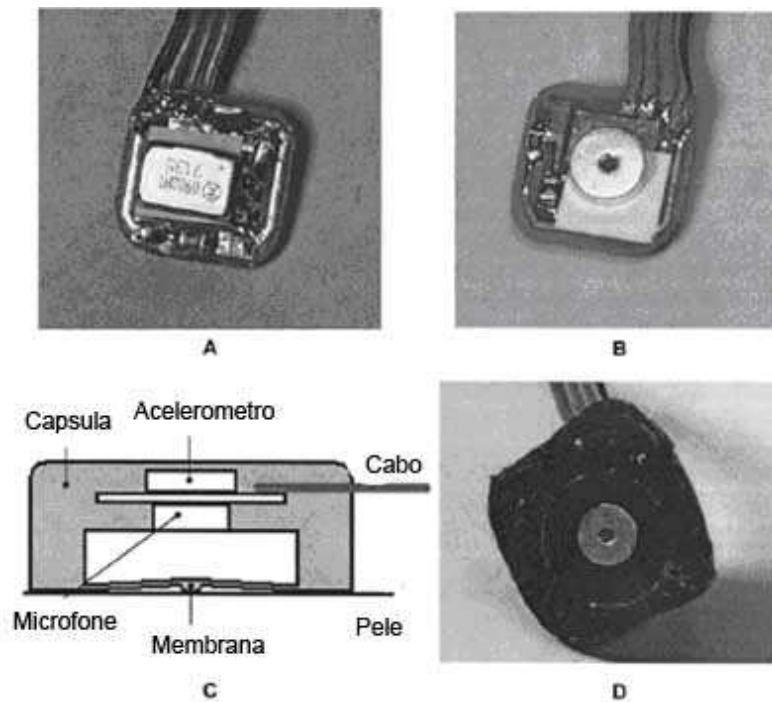 A
B
Capsula
Acelerometro
Cabo
Microfone
Membrana
Pele
C
D